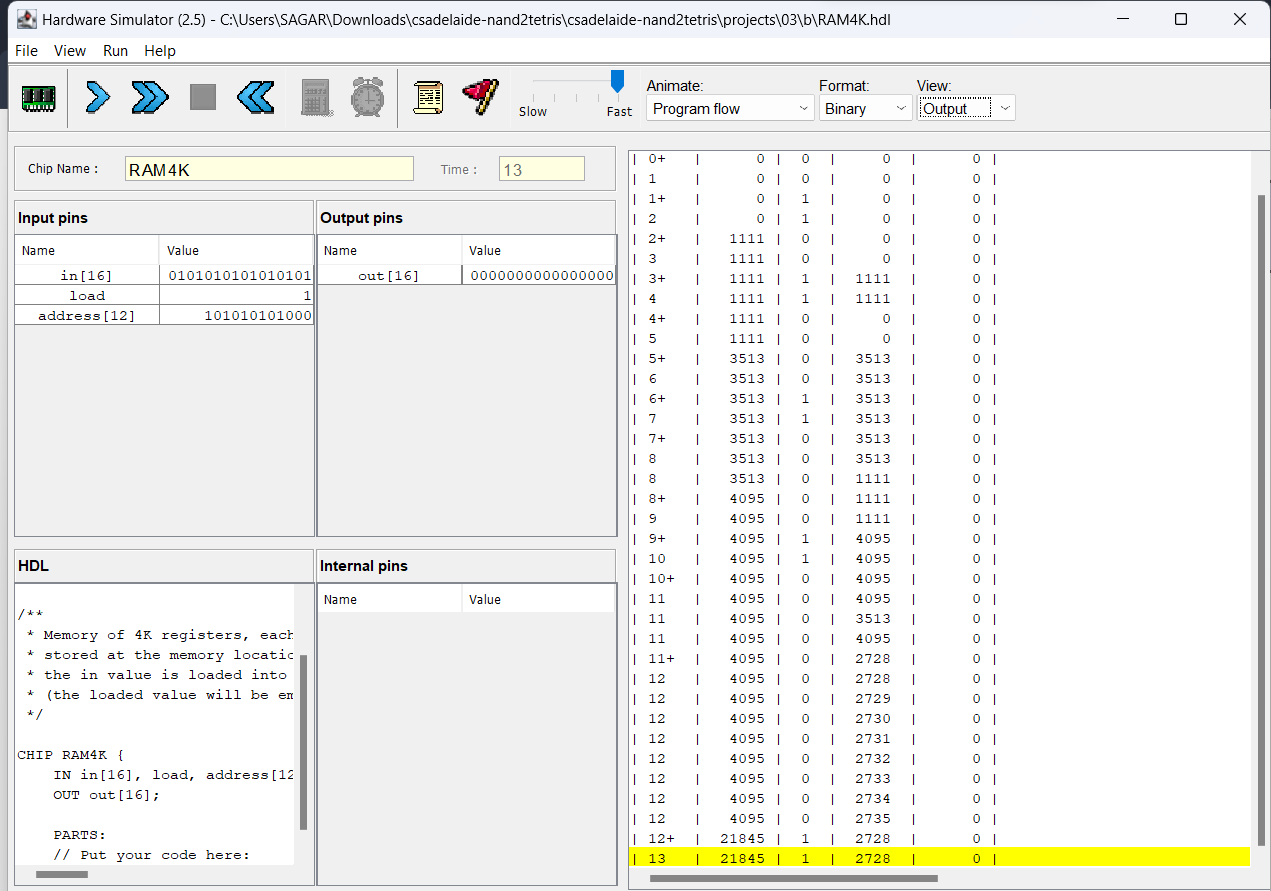 Hardware Simulator (2.5) - C:\Users\SAGAR\Downloads\csadelaide-nand2tetris\csadelaide-nand2tetris\projects\03\b\RAM4K.hdl
File View Run Help
Slow Fast
Animate: Format: View:
Program flow Binary Output
Chip Name : RAM4K Time : 13
Input pins
Name Value
in[16] 0101010101010101
load 1
address[12] 101010101000
Output pins
Name Value
out[16] 0000000000000000
HDL
/**
* Memory of 4K registers, each
* stored at the memory locatio
* the in value is loaded into
* (the loaded value will be em
*/
CHIP RAM4K {
IN in[16], load, address[12
OUT out[16];
PARTS:
// Put your code here:
Internal pins
Name Value
| 0+ | 0 | 0 | 0 | 0 |
| 1 | 0 | 0 | 0 | 0 |
| 1+ | 0 | 1 | 0 | 0 |
| 2 | 0 | 1 | 0 | 0 |
| 2+ | 1111 | 0 | 0 | 0 |
| 3 | 1111 | 0 | 0 | 0 |
| 3+ | 1111 | 1 | 1111 | 0 |
| 4 | 1111 | 1 | 1111 | 0 |
| 4+ | 1111 | 0 | 0 | 0 |
| 5 | 1111 | 0 | 0 | 0 |
| 5+ | 3513 | 0 | 3513 | 0 |
| 6 | 3513 | 0 | 3513 | 0 |
| 6+ | 3513 | 1 | 3513 | 0 |
| 7 | 3513 | 1 | 3513 | 0 |
| 7+ | 3513 | 0 | 3513 | 0 |
| 8 | 3513 | 0 | 3513 | 0 |
| 8 | 3513 | 0 | 1111 | 0 |
| 8+ | 4095 | 0 | 1111 | 0 |
| 9 | 4095 | 0 | 1111 | 0 |
| 9+ | 4095 | 1 | 4095 | 0 |
| 10 | 4095 | 1 | 4095 | 0 |
| 10+ | 4095 | 0 | 4095 | 0 |
| 11 | 4095 | 0 | 4095 | 0 |
| 11 | 4095 | 0 | 3513 | 0 |
| 11 | 4095 | 0 | 4095 | 0 |
| 11+ | 4095 | 0 | 2728 | 0 |
| 12 | 4095 | 0 | 2728 | 0 |
| 12 | 4095 | 0 | 2729 | 0 |
| 12 | 4095 | 0 | 2730 | 0 |
| 12 | 4095 | 0 | 2731 | 0 |
| 12 | 4095 | 0 | 2732 | 0 |
| 12 | 4095 | 0 | 2733 | 0 |
| 12 | 4095 | 0 | 2734 | 0 |
| 12 | 4095 | 0 | 2735 | 0 |
| 12+ | 21845 | 1 | 2728 | 0 |
| 13 | 21845 | 1 | 2728 | 0 |